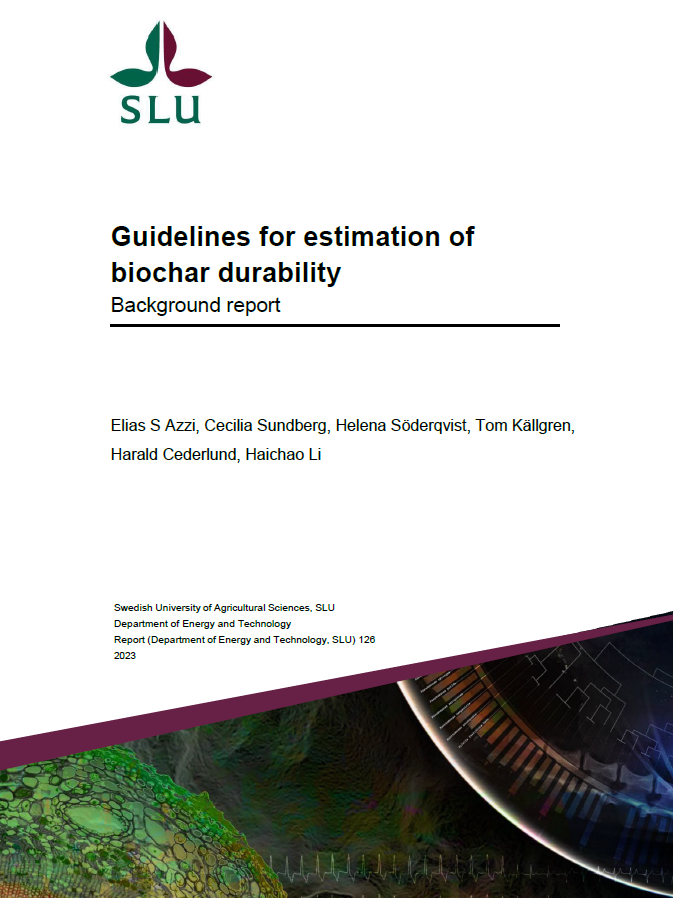 SLU
Guidelines for estimation of
biochar durability
Background report
Elias S Azzi, Cecilia Sundberg, Helena Söderqvist, Tom Källgren,
Harald Cederlund, Haichao Li
Swedish University of Agricultural Sciences, SLU
Department of Energy and Technology
Report (Department of Energy and Technology, SLU) 126
2023